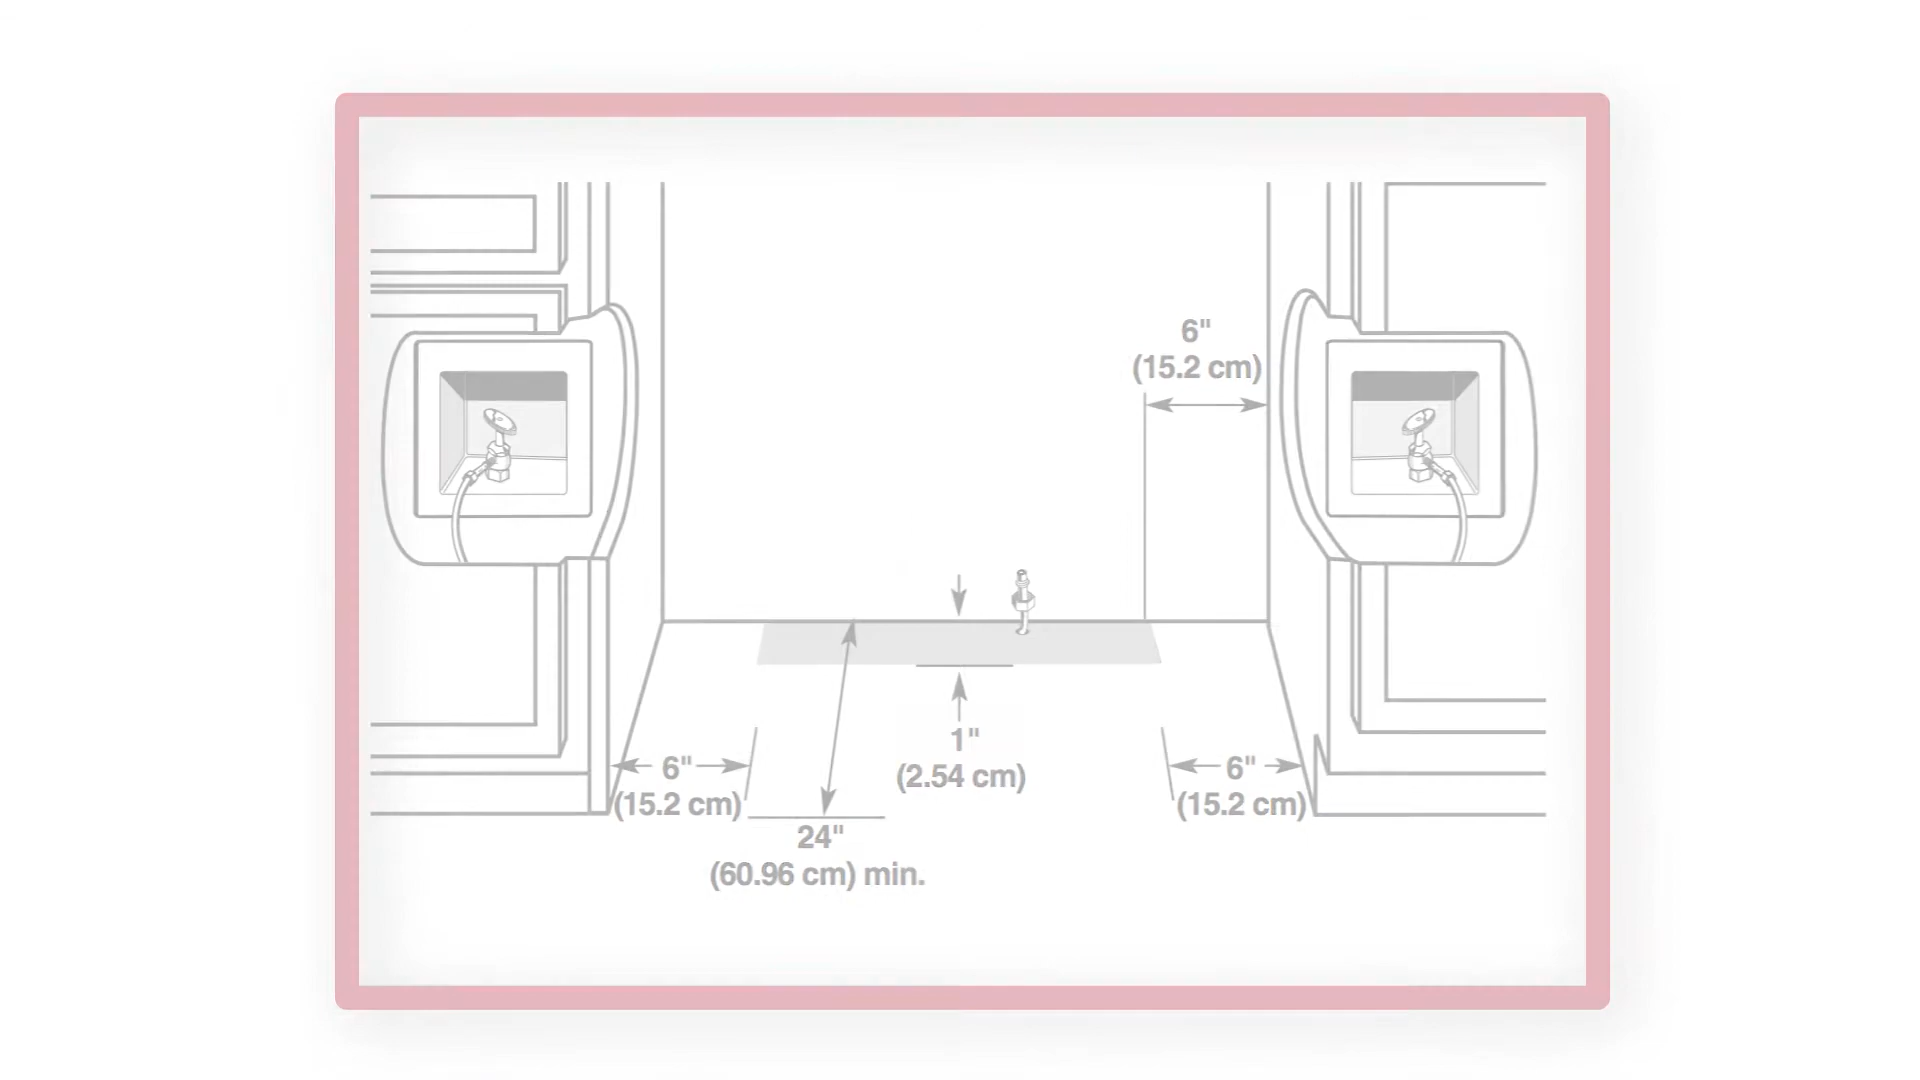 6"
(15.2 cm)
1"
(2.54 cm)
6"
(15.2 cm)
6"
(15.2 cm)
24"
(60.96 cm) min.